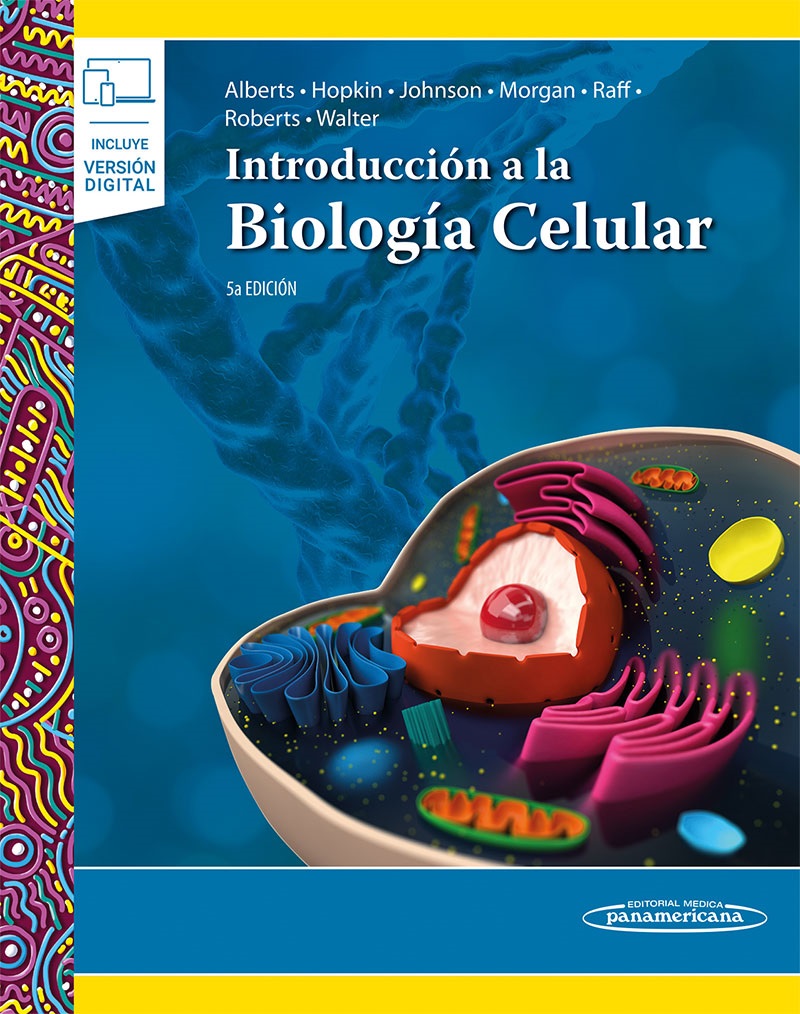 INCLUYE
VERSIÓN
DIGITAL
Alberts • Hopkin • Johnson • Morgan • Raff •
Roberts • Walter
Introducción a la
Biología Celular
5a EDICIÓN
EDITORIAL MEDICA
panamericana